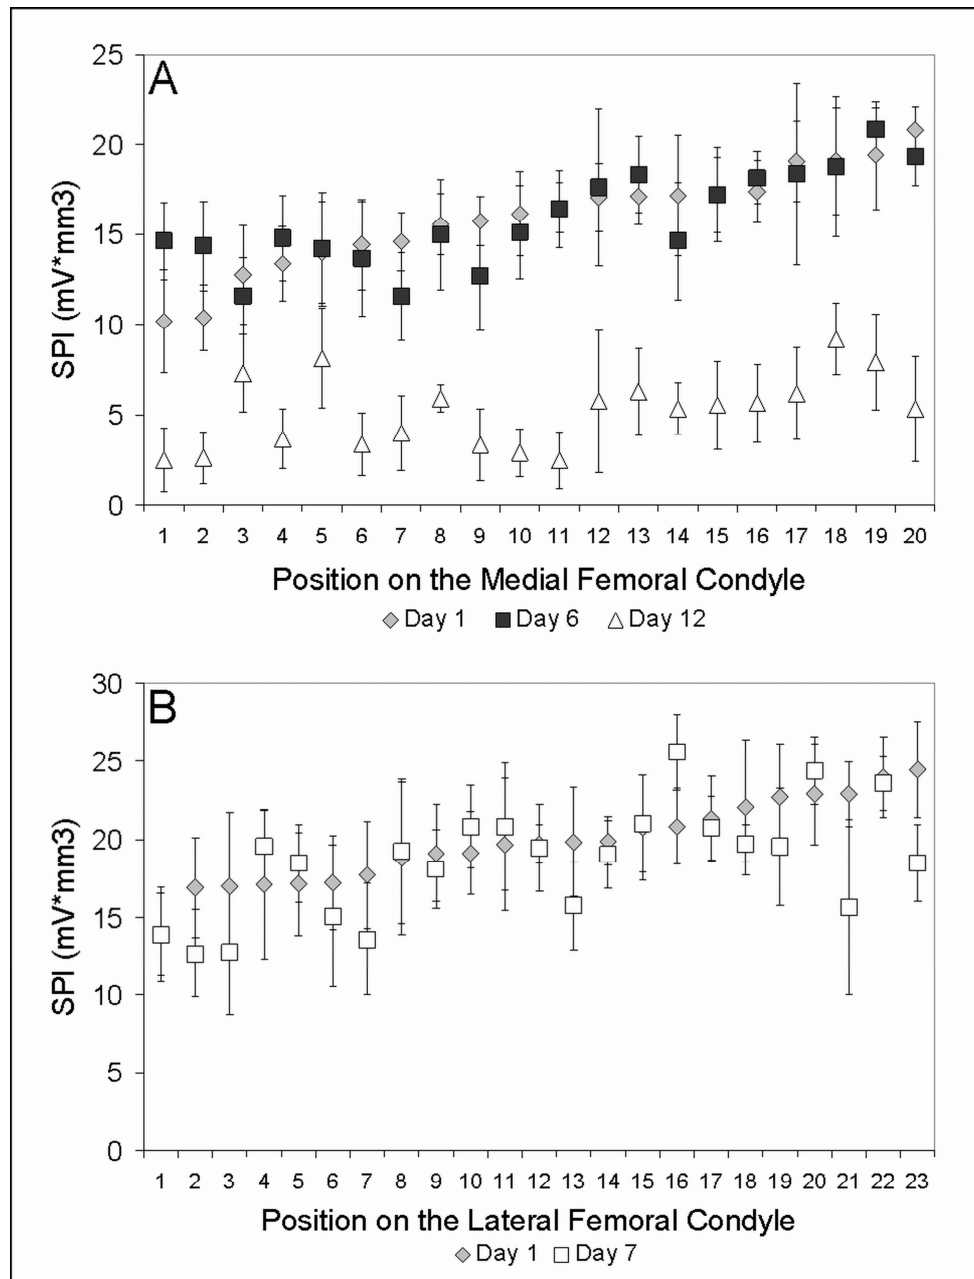 A
25
20
15
10
5
0
SPI (mV*mm3)
1 2 3 4 5 6 7 8 9 10 11 12 13 14 15 16 17 18 19 20
Position on the Medial Femoral Condyle
Day 1 Day 6 Day 12
B
30
25
20
15
10
5
0
SPI (mV*mm3)
1 2 3 4 5 6 7 8 9 10 11 12 13 14 15 16 17 18 19 20 21 22 23
Position on the Lateral Femoral Condyle
Day 1 Day 7